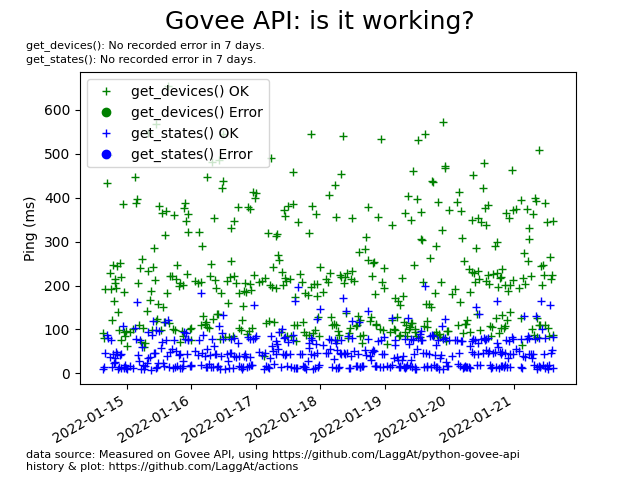 Govee API: is it working?
get_devices(): No recorded error in 7 days.
get_states(): No recorded error in 7 days.
get_devices() OK
get_devices() Error
get_states() OK
get_states() Error
Ping (ms)
600
500
400
300
200
100
0
2022-01-15
2022-01-16
2022-01-17
2022-01-18
2022-01-19
2022-01-20
2022-01-21
data source: Measured on Govee API, using https://github.com/LaggAt/python-govee-api
history & plot: https://github.com/LaggAt/actions